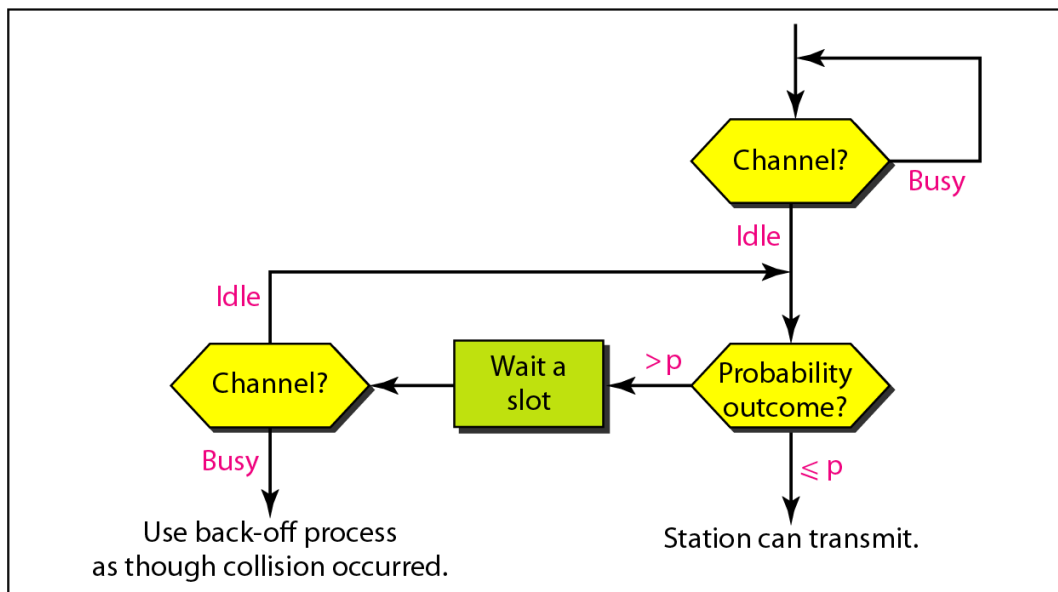 Channel?
Busy
Idle
Idle
Channel?
Wait a
slot
> p
Probability
outcome?
Busy
⩽ p
Use back-off process
as though collision occurred.
Station can transmit.